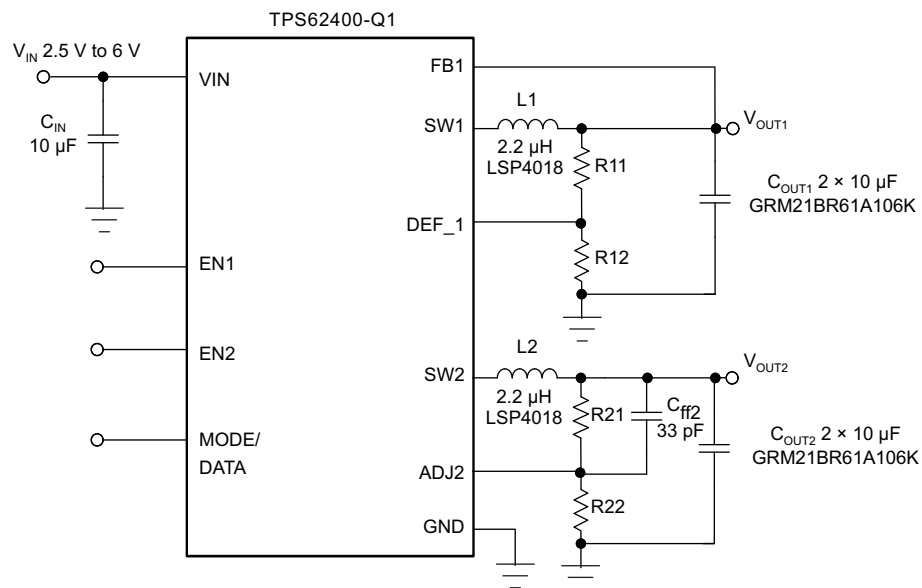 TPS62400-Q1
V_IN 2.5 V to 6 V
VIN
FB1
C_IN
10 µF
L1
SW1
V_OUT1
2.2 µH
LSP4018
R11
C_OUT1 2 × 10 µF
GRM21BR61A106K
DEF_1
R12
EN1
EN2
L2
SW2
V_OUT2
2.2 µH
LSP4018
R21
C_ff2
33 pF
MODE/
DATA
C_OUT2 2 × 10 µF
GRM21BR61A106K
ADJ2
R22
GND